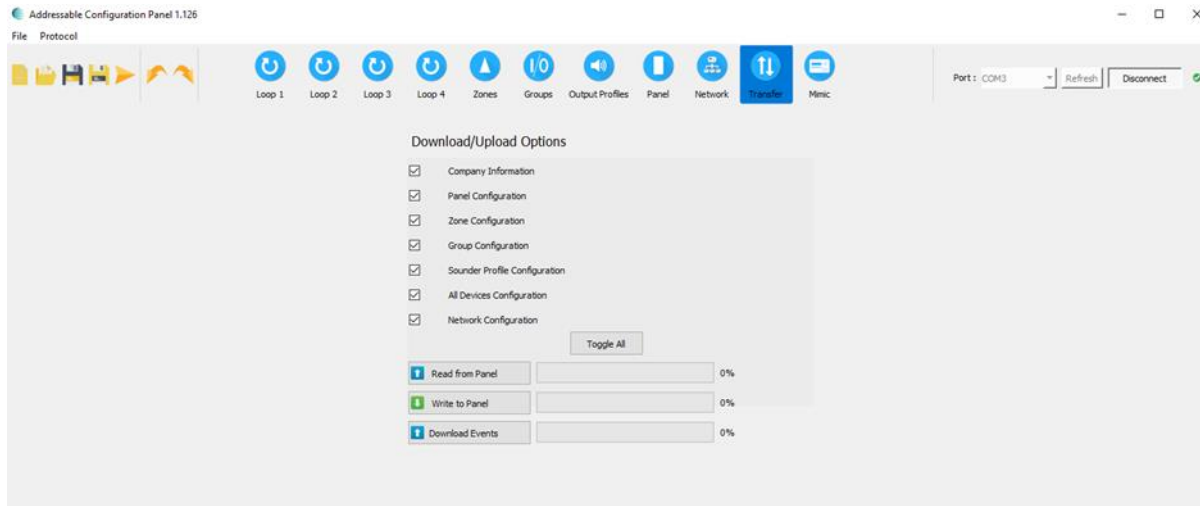 Addressable Configuration Panel 1.126
File Protocol
Loop 1 Loop 2 Loop 3 Loop 4 Zones Groups Output Profiles Panel Network Transfer Mimic
Port : COM3 Refresh Disconnect
Download/Upload Options
Company Information
Panel Configuration
Zone Configuration
Group Configuration
Sounder Profile Configuration
All Devices Configuration
Network Configuration
Toggle All
Read from Panel 0%
Write to Panel 0%
Download Events 0%